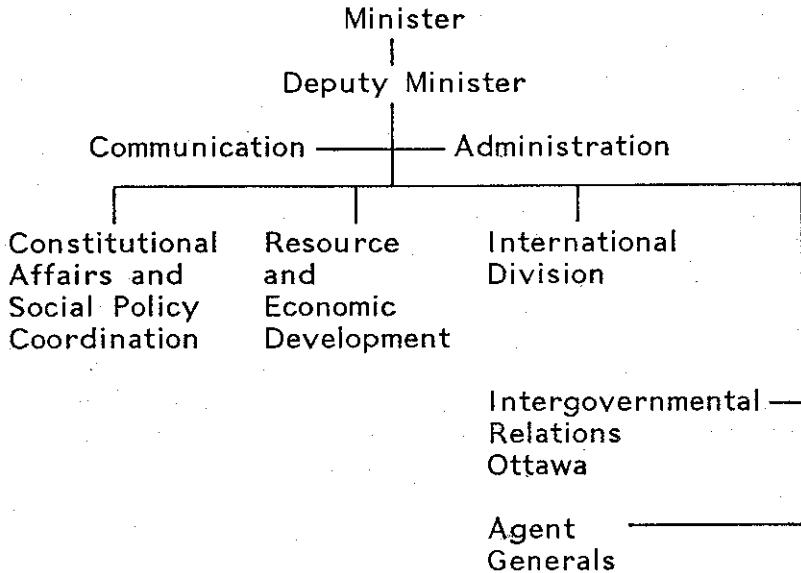 Minister
Deputy Minister
Communication
Administration
Constitutional
Affairs and
Social Policy
Coordination
Resource
and
Economic
Development
International
Division
Intergovernmental
Relations
Ottawa
Agent
Generals